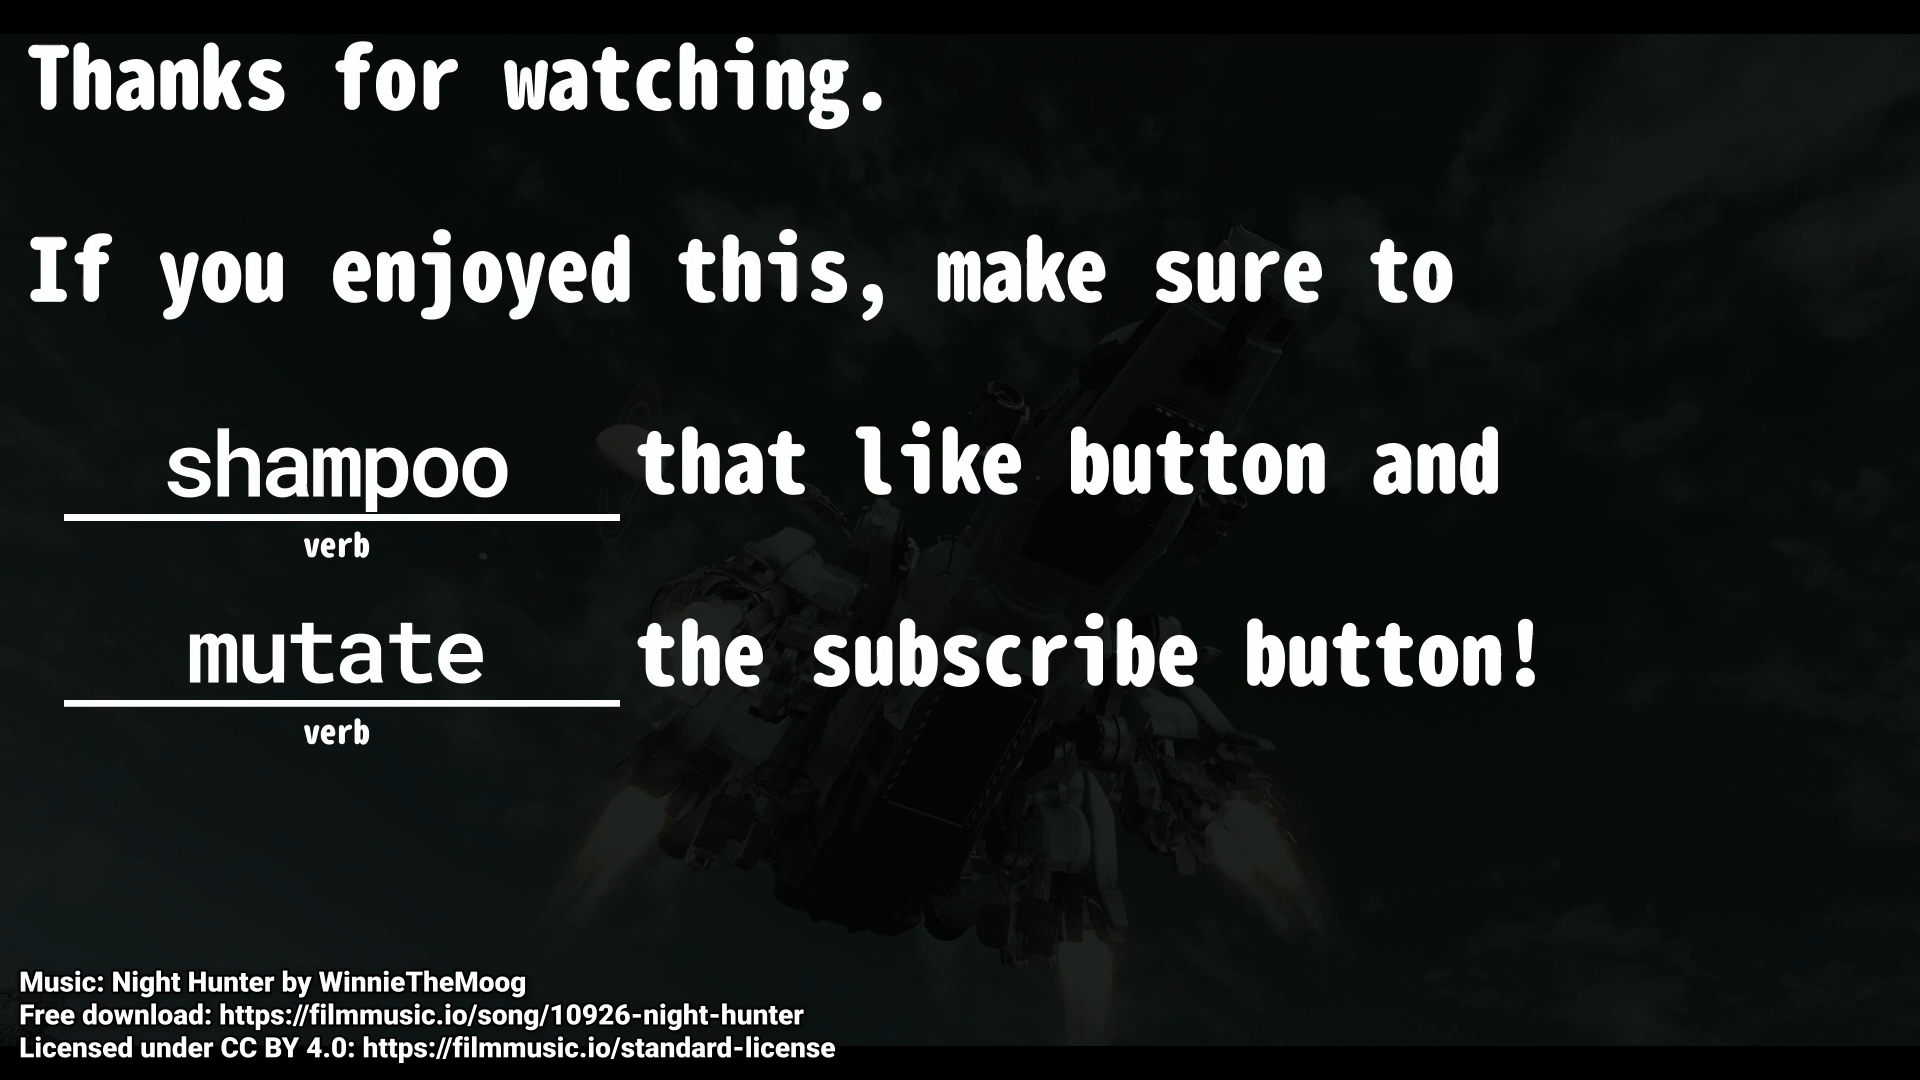 Thanks for watching.
If you enjoyed this, make sure to
shampoo that like button and
verb
mutate the subscribe button!
verb
Music: Night Hunter by WinnieTheMoog
Free download: https://filmmusic.io/song/10926-night-hunter
Licensed under CC BY 4.0: https://filmmusic.io/standard-license